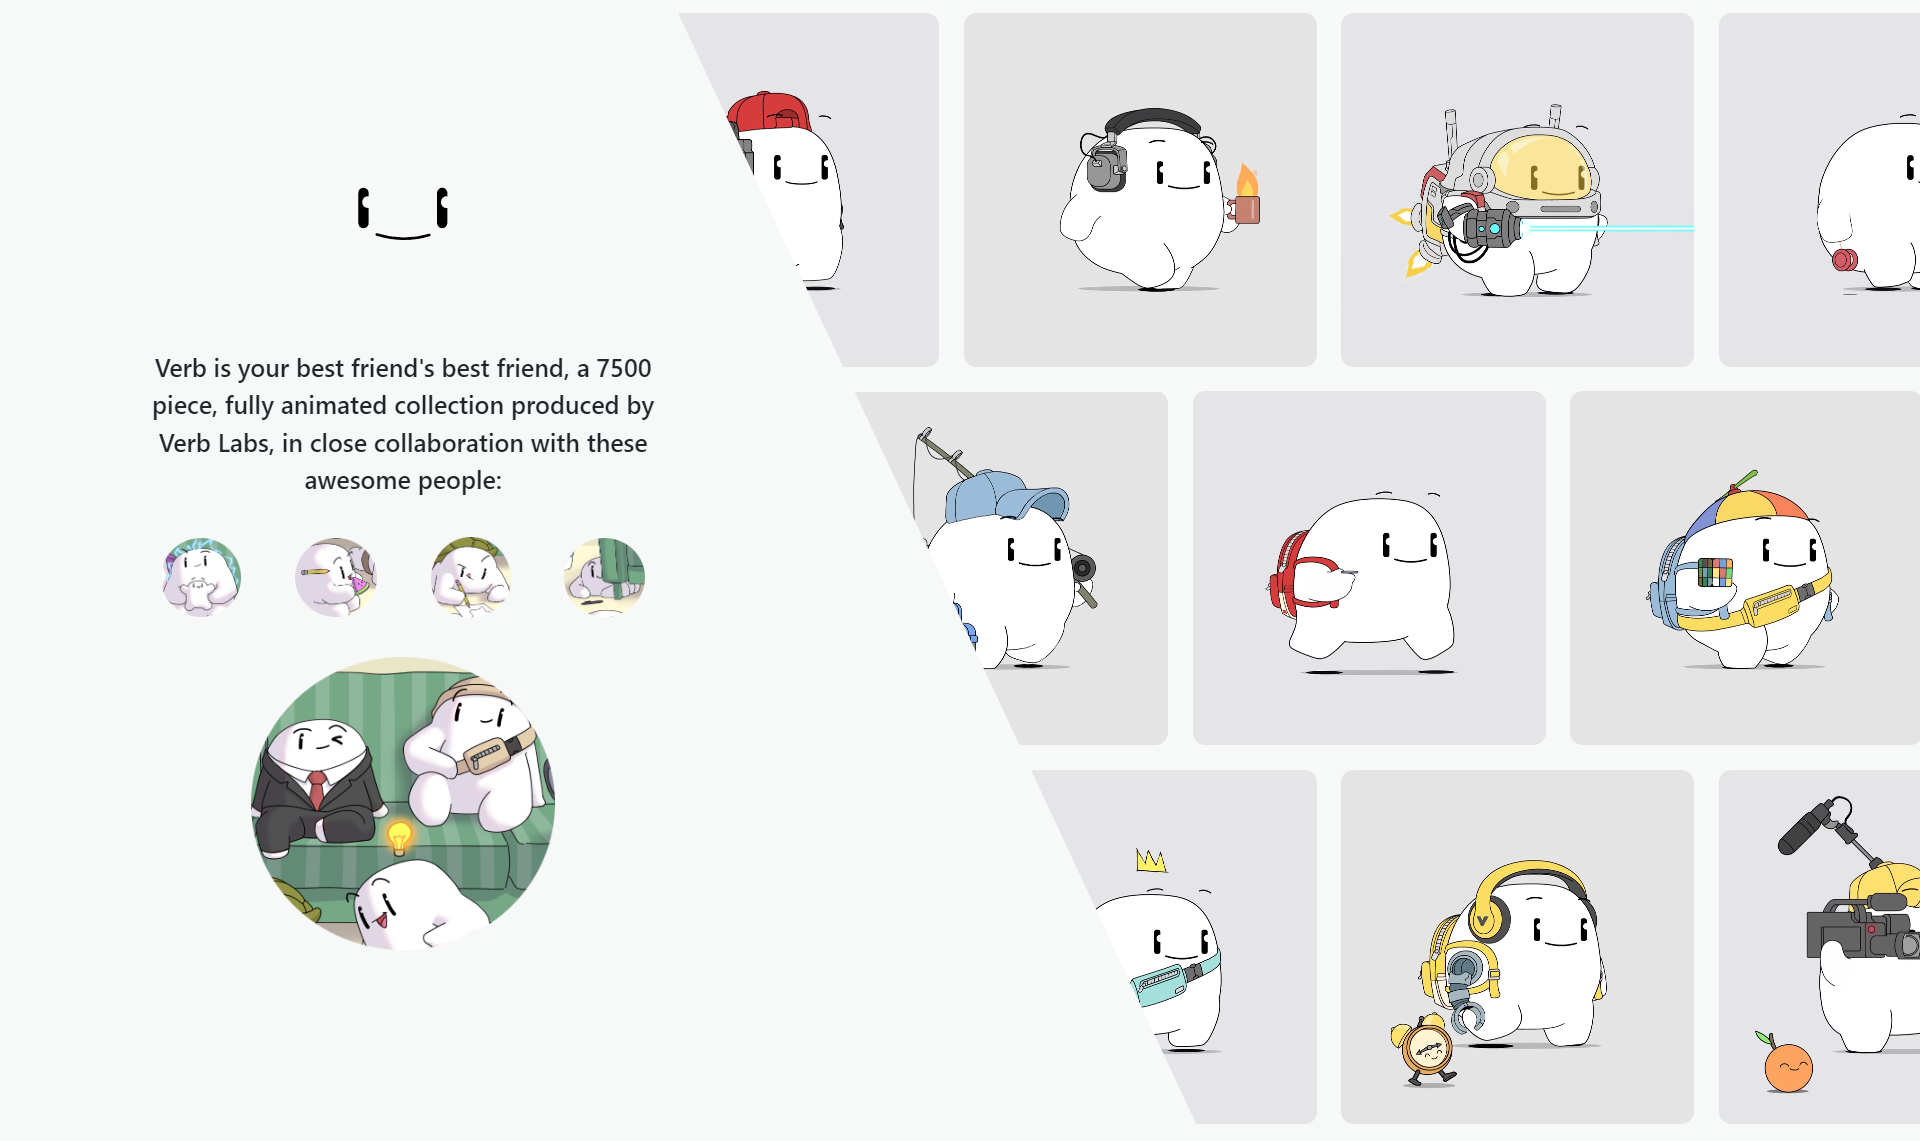 Verb is your best friend's best friend, a 7500
piece, fully animated collection produced by
Verb Labs, in close collaboration with these
awesome people: